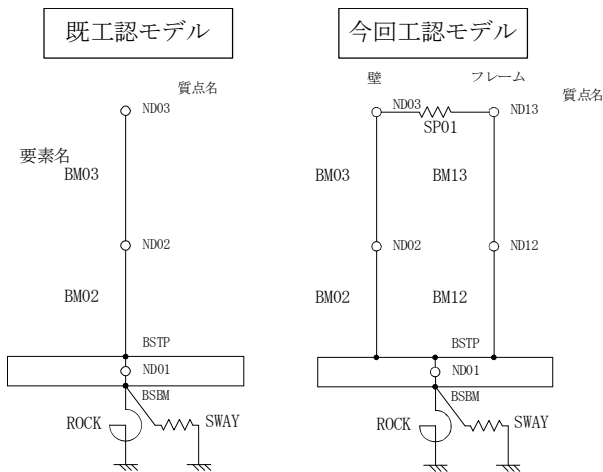 既工認モデル
今回工認モデル
質点名
ND03
要素名
BM03
ND02
BM02
BSTP
ND01
BSBM
ROCK
SWAY
壁
フレーム
質点名
ND03
ND13
SP01
BM03
BM13
ND02
ND12
BM02
BM12
BSTP
ND01
BSBM
ROCK
SWAY